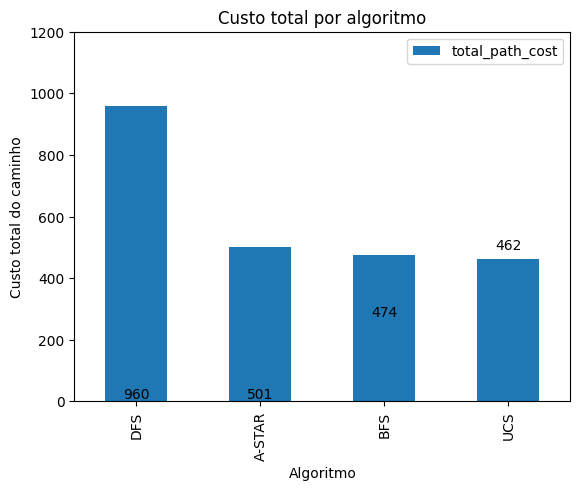 Custo total por algoritmo
total_path_cost
Custo total do caminho
1200
1000
800
600
400
200
0
960
501
474
462
DFS
A-STAR
BFS
UCS
Algoritmo